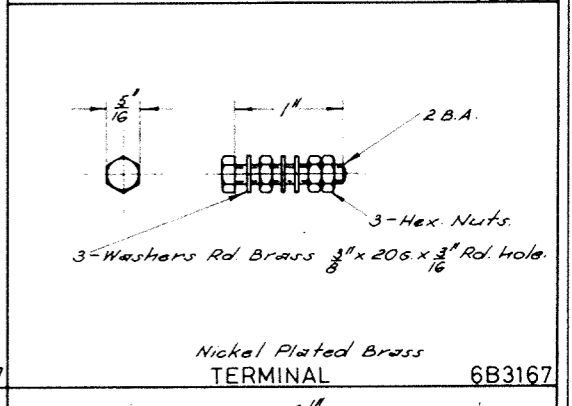 5/16"
1"
2 B.A.
3-Hex. Nuts.
3-Washers Rd. Brass 3/8" x 20G. x 3/16" Rd. hole.
Nickel Plated Brass
TERMINAL 6B3167